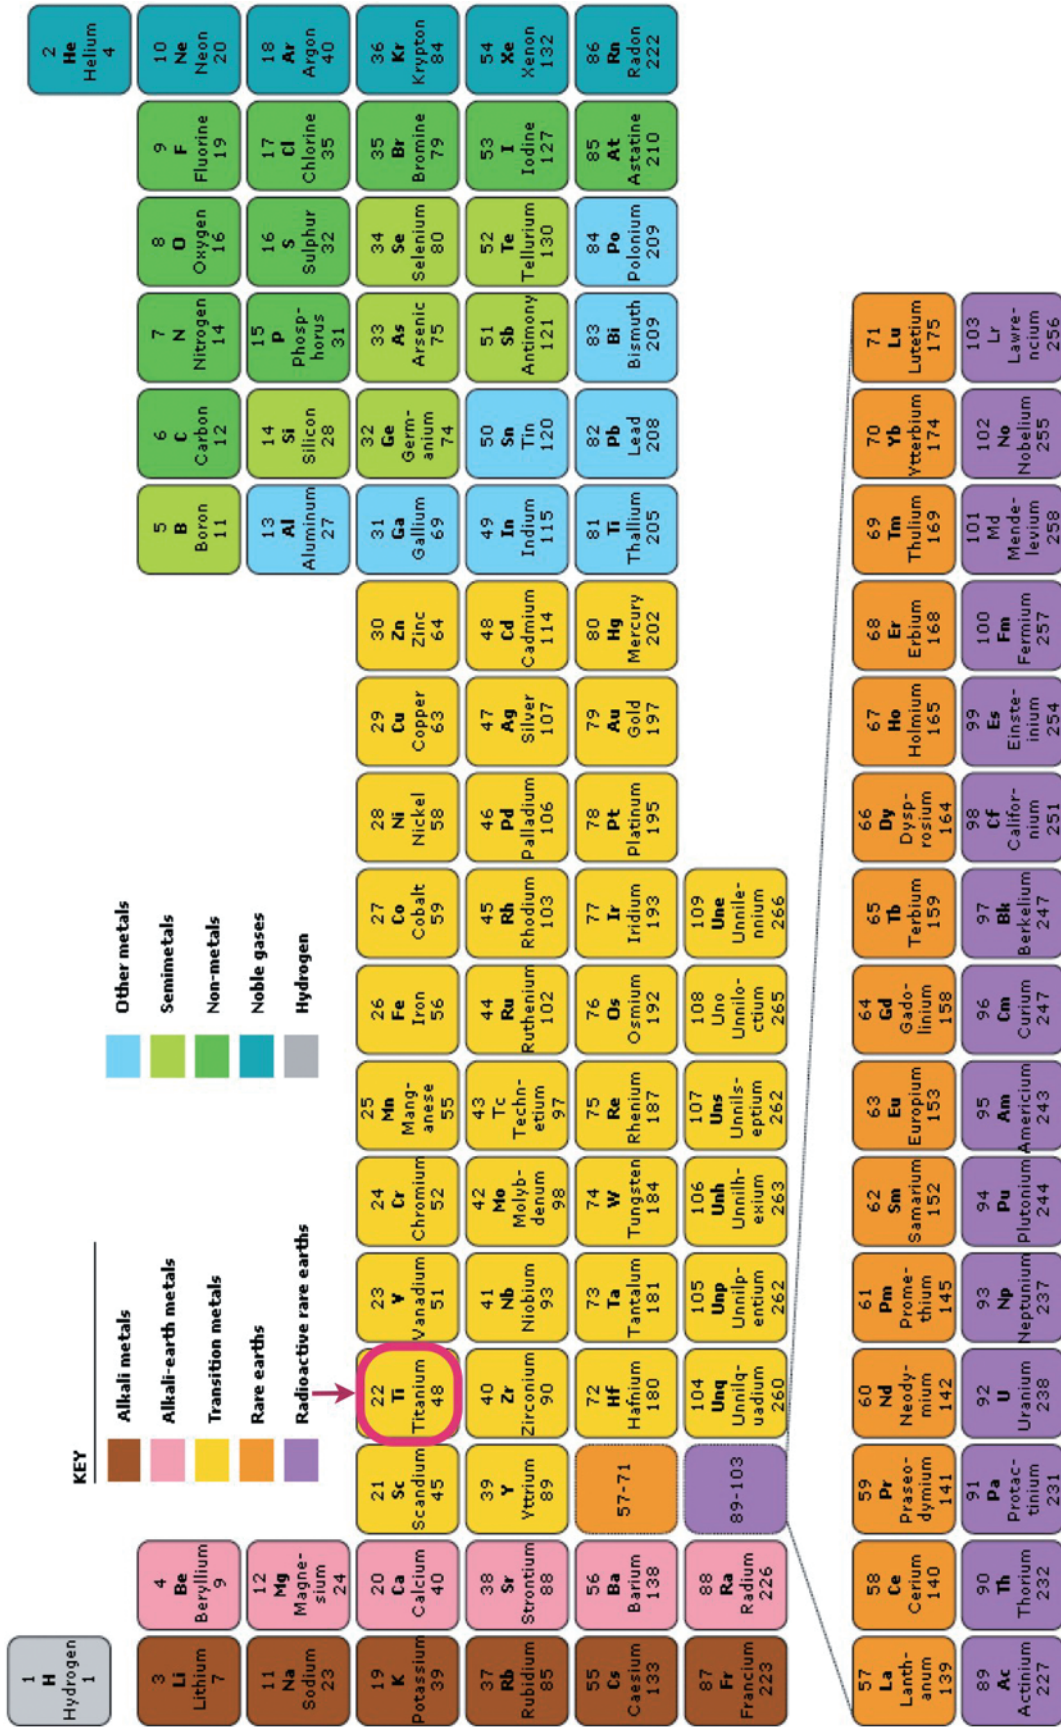 1
H
Hydrogen
1
2
He
Helium
4
KEY
Alkali metals
Alkali-earth metals
Transition metals
Rare earths
Radioactive rare earths
Other metals
Semimetals
Non-metals
Noble gases
Hydrogen
3
Li
Lithium
7
4
Be
Beryllium
9
5
B
Boron
11
6
C
Carbon
12
7
N
Nitrogen
14
8
O
Oxygen
16
9
F
Fluorine
19
10
Ne
Neon
20
11
Na
Sodium
23
12
Mg
Magne-
sium
24
13
Al
Aluminum
27
14
Si
Silicon
28
15
P
Phosp-
horus
31
16
S
Sulphur
32
17
Cl
Chlorine
35
18
Ar
Argon
40
19
K
Potassium
39
20
Ca
Calcium
40
21
Sc
Scandium
45
22
Ti
Titanium
48
23
V
Vanadium
51
24
Cr
Chromium
52
25
Mn
Mang-
anese
55
26
Fe
Iron
56
27
Co
Cobalt
59
28
Ni
Nickel
58
29
Cu
Copper
63
30
Zn
Zinc
64
31
Ga
Gallium
69
32
Ge
Germ-
anium
74
33
As
Arsenic
75
34
Se
Selenium
80
35
Br
Bromine
79
36
Kr
Krypton
84
37
Rb
Rubidium
85
38
Sr
Strontium
88
39
Y
Yttrium
89
40
Zr
Zirconium
90
41
Nb
Niobium
93
42
Mo
Molyb-
denum
98
43
Tc
Techn-
etium
97
44
Ru
Ruthenium
102
45
Rh
Rhodium
103
46
Pd
Palladium
106
47
Ag
Silver
107
48
Cd
Cadmium
114
49
In
Indium
115
50
Sn
Tin
120
51
Sb
Antimony
121
52
Te
Tellurium
130
53
I
Iodine
127
54
Xe
Xenon
132
55
Cs
Caesium
133
56
Ba
Barium
138
57-71
72
Hf
Hafnium
180
73
Ta
Tantalum
181
74
W
Tungsten
184
75
Re
Rhenium
187
76
Os
Osmium
192
77
Ir
Iridium
193
78
Pt
Platinum
195
79
Au
Gold
197
80
Hg
Mercury
202
81
Ti
Thallium
205
82
Pb
Lead
208
83
Bi
Bismuth
209
84
Po
Polonium
209
85
At
Astatine
210
86
Rn
Radon
222
87
Fr
Francium
223
88
Ra
Radium
226
89-103
104
Unq
Unnilq-
uadium
260
105
Unp
Unnilp-
entium
262
106
Unh
Unnilh-
exium
263
107
Uns
Unnils-
eptium
262
108
Uno
Unnilo-
ctium
265
109
Une
Unnile-
nnium
266
57
La
Lanth-
anum
139
58
Ce
Cerium
140
59
Pr
Praseo-
dymium
141
60
Nd
Neody-
mium
142
61
Pm
Prome-
thium
145
62
Sm
Samarium
152
63
Eu
Europium
153
64
Gd
Gado-
linium
158
65
Tb
Terbium
159
66
Dy
Dysp-
rosium
164
67
Ho
Holmium
165
68
Er
Erbium
168
69
Tm
Thulium
169
70
Yb
Ytterbium
174
71
Lu
Lutetium
175
89
Ac
Actinium
227
90
Th
Thorium
232
91
Pa
Protac-
tinium
231
92
U
Uranium
238
93
Np
Neptunium
237
94
Pu
Plutonium
244
95
Am
Americium
243
96
Cm
Curium
247
97
Bk
Berkelium
247
98
Cf
Califor-
nium
251
99
Es
Einste-
inium
254
100
Fm
Fermium
257
101
Md
Mende-
levium
258
102
No
Nobelium
255
103
Lr
Lawre-
ncium
256